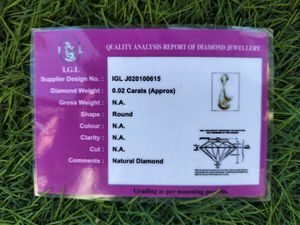 I G L
QUALITY ANALYSIS REPORT OF DIAMOND JEWELLERY
I.G.I.
Supplier Design No. : IGL J020100615
Diamond Weight : 0.02 Carats (Approx)
Gross Weight : N.A.
Shape : Round
Colour : N.A.
Clarity : N.A.
Cut : N.A.
Comments : Natural Diamond
Grading as per mounting permits.